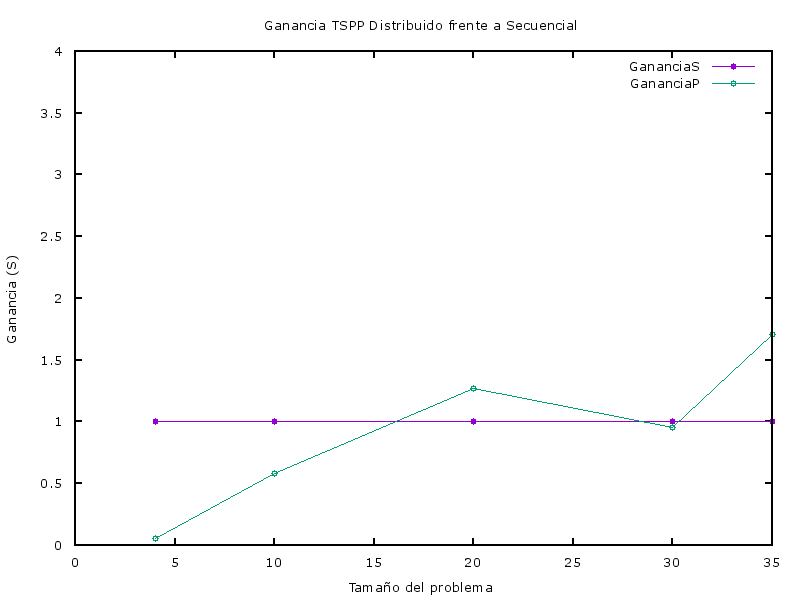 Ganancia TSPP Distribuido frente a Secuencial
GananciaS
GananciaP
4
3.5
3
2.5
2
1.5
1
0.5
0
0 5 10 15 20 25 30 35
Ganancia (S)
Tamaño del problema